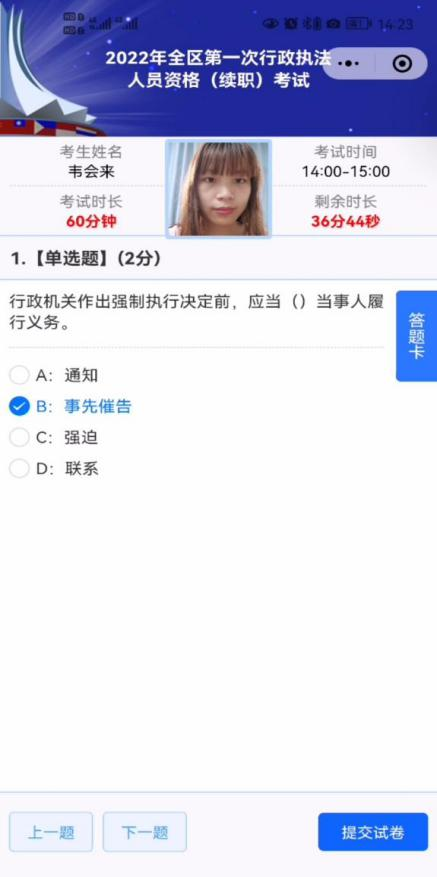 14:23
2022年全区第一次行政执法
人员资格（续职）考试
考生姓名
韦会来
考试时间
14:00-15:00
考试时长
60分钟
剩余时长
36分44秒
1.【单选题】（2分）
行政机关作出强制执行决定前，应当（）当事人履
行义务。
答题卡
A：通知
B：事先催告
C：强迫
D：联系
上一题
下一题
提交试卷